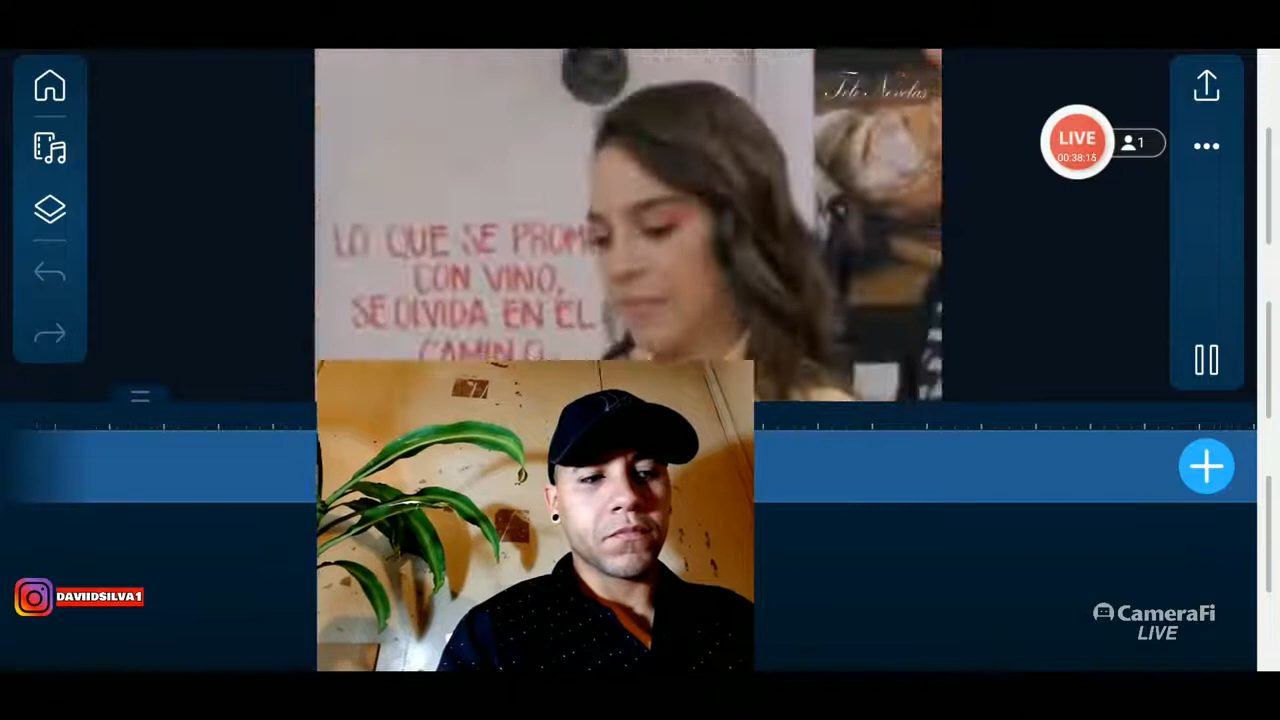 Tele Novelas
LIVE
00:38:15
1
LO QUE SE PROM
CON VINO,
SE OLVIDA EN EL
CAMINO
DAVIIDSILVA1
CameraFi
LIVE